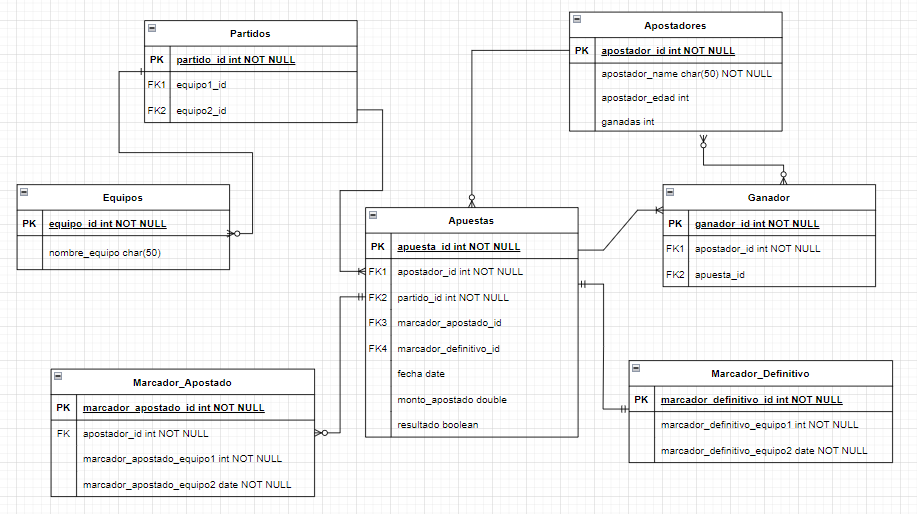 Partidos
PK partido_id int NOT NULL
FK1 equipo1_id
FK2 equipo2_id
Apostadores
PK apostador_id int NOT NULL
apostador_name char(50) NOT NULL
apostador_edad int
ganadas int
Equipos
PK equipo_id int NOT NULL
nombre_equipo char(50)
Apuestas
PK apuesta_id int NOT NULL
FK1 apostador_id int NOT NULL
FK2 partido_id int NOT NULL
FK3 marcador_apostado_id
FK4 marcador_definitivo_id
fecha date
monto_apostado double
resultado boolean
Ganador
PK ganador_id int NOT NULL
FK1 apostador_id int NOT NULL
FK2 apuesta_id
Marcador_Apostado
PK marcador_apostado_id int NOT NULL
FK apostador_id int NOT NULL
marcador_apostado_equipo1 int NOT NULL
marcador_apostado_equipo2 date NOT NULL
Marcador_Definitivo
PK marcador_definitivo_id int NOT NULL
marcador_definitivo_equipo1 int NOT NULL
marcador_definitivo_equipo2 date NOT NULL